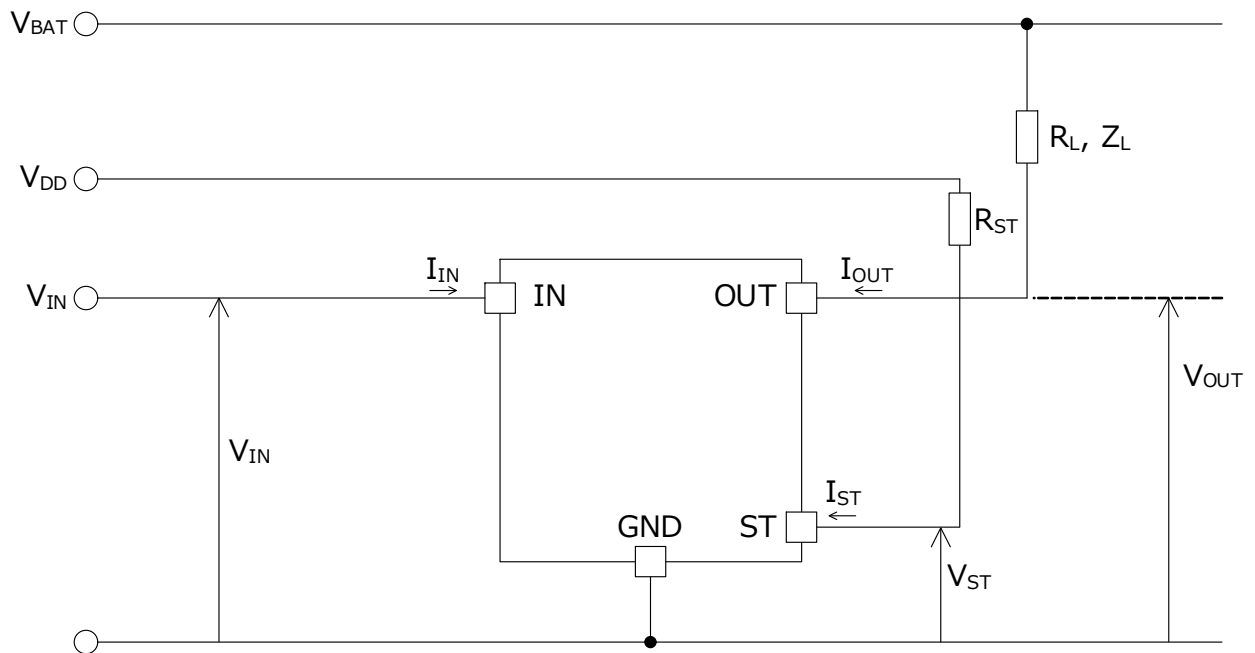 VBAT
RL, ZL
VDD
RST
IIN
IOUT
VIN
IN
OUT
VOUT
VIN
IST
GND
ST
VST